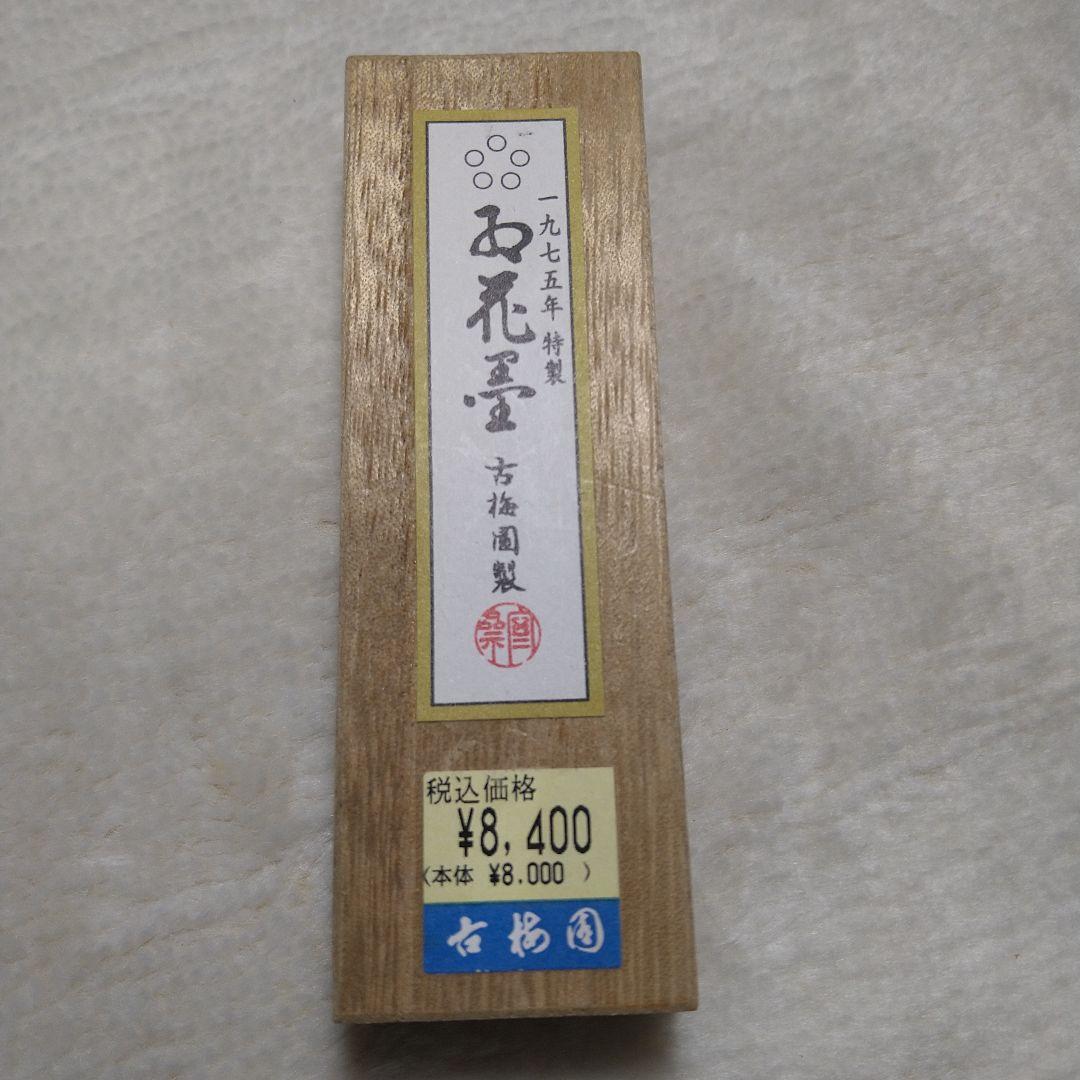 一九七五年 特製
紅花墨
古梅園製
税込価格
¥8,400
(本体 ¥8.000 )
古梅園